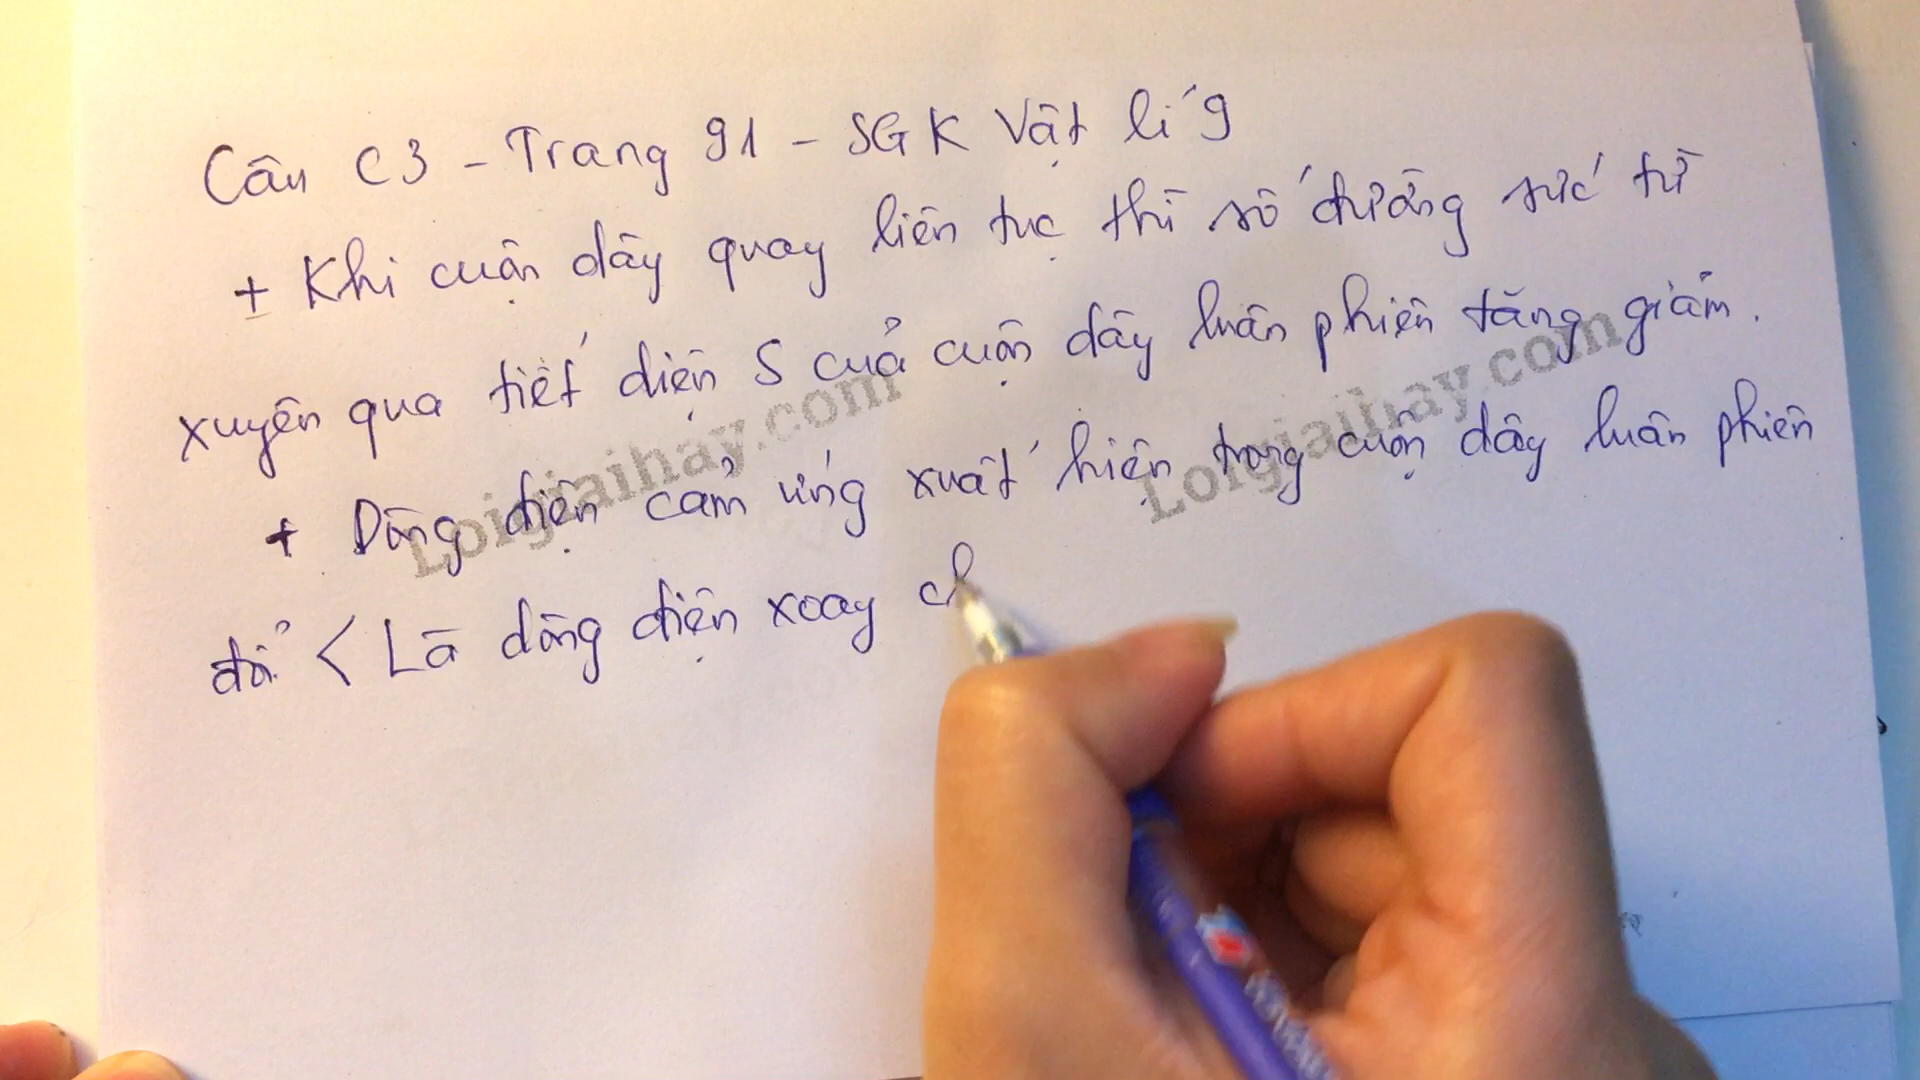 Câu C3 - Trang 91 - SGK Vật lí 9
+ Khi cuộn dây quay liên tục thì số đường sức từ
xuyên qua tiết diện S của cuộn dây luân phiên tăng giảm.
+ Dòng điện cảm ứng xuất hiện trong cuộn dây luân phiên
đổi < Là dòng điện xoay ch
Loigiaihay.com
Loigiaihay.com